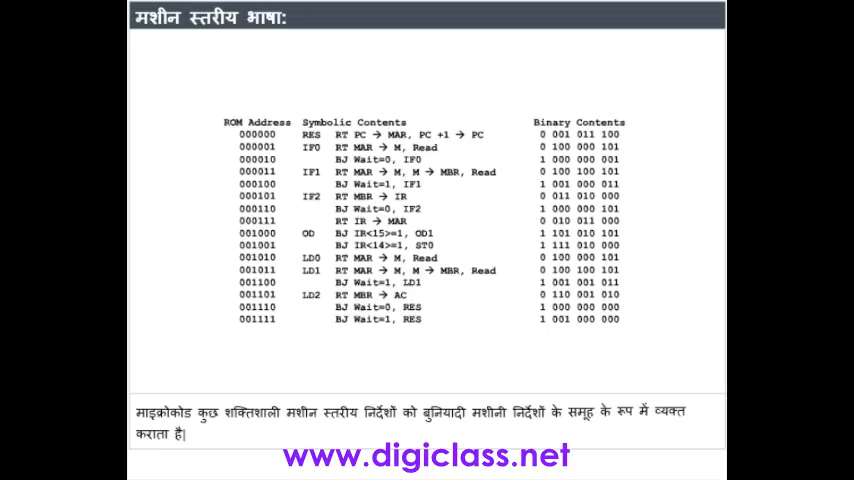 मशीन स्तरीय भाषा:
ROM Address Symbolic Contents Binary Contents
000000 RES RT PC → MAR, PC +1 → PC 0 001 011 100
000001 IF0 RT MAR → M, Read 0 100 000 101
000010 BJ Wait=0, IF0 1 000 000 001
000011 IF1 RT MAR → M, M → MBR, Read 0 100 100 101
000100 BJ Wait=1, IF1 1 001 000 011
000101 IF2 RT MBR → IR 0 011 010 000
000110 BJ Wait=0, IF2 1 000 000 101
000111 RT IR → MAR 0 010 011 000
001000 OD BJ IR<15>=1, OD1 1 101 010 101
001001 BJ IR<14>=1, ST0 1 111 010 000
001010 LD0 RT MAR → M, Read 0 100 000 101
001011 LD1 RT MAR → M, M → MBR, Read 0 100 100 101
001100 BJ Wait=1, LD1 1 001 001 011
001101 LD2 RT MBR → AC 0 110 001 010
001110 BJ Wait=0, RES 1 000 000 000
001111 BJ Wait=1, RES 1 001 000 000
माइक्रोकोड कुछ शक्तिशाली मशीन स्तरीय निर्देशों को बुनियादी मशीनी निर्देशों के समूह के रूप में व्यक्त
कराता है|
www.digiclass.net